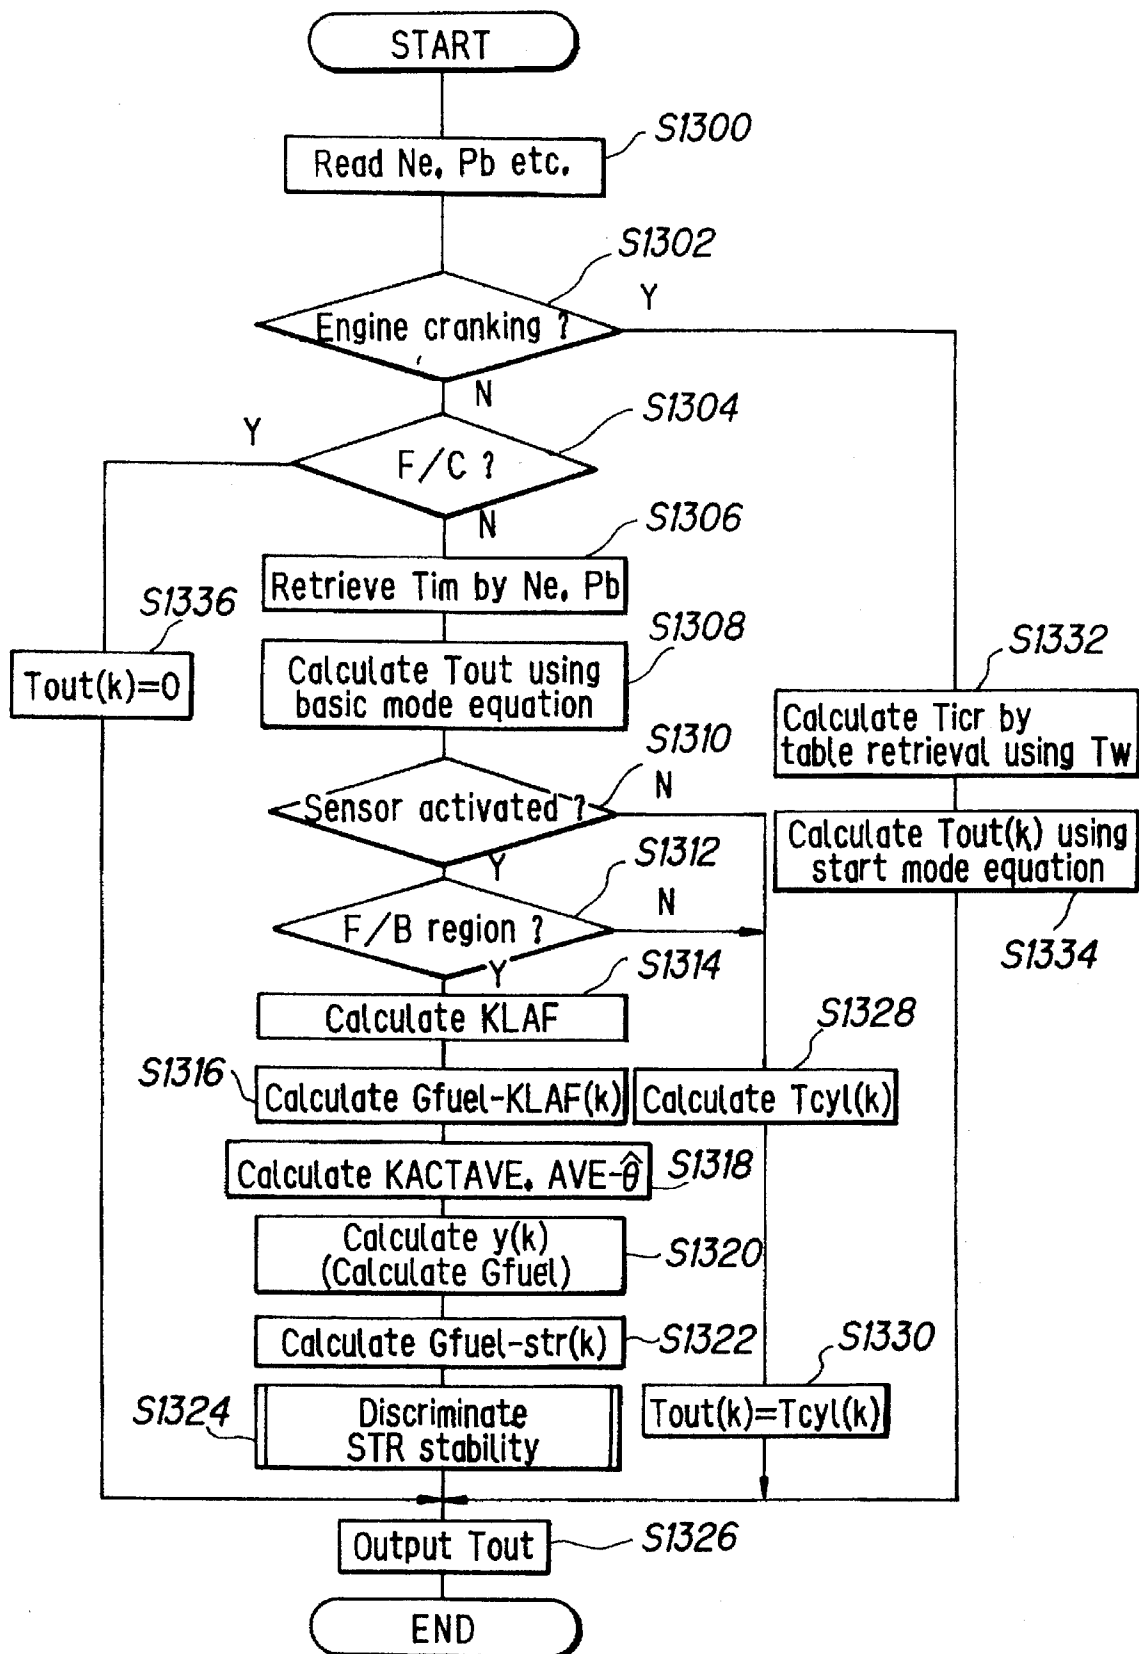 START
S1300
Read Ne. Pb etc.
S1302
Engine cranking ?
Y
N
S1304
Y
F/C ?
N
S1306
Retrieve Tim by Ne. Pb
S1336
Tout(k)=0
S1308
Calculate Tout using
basic mode equation
S1332
Calculate Ticr by
table retrieval using Tw
S1310
Sensor activated ?
N
Y
Calculate Tout(k) using
start mode equation
S1334
S1312
F/B region ?
N
Y
S1314
Calculate KLAF
S1316
Calculate Gfuel-KLAF(k)
S1328
Calculate Tcyl(k)
Calculate KACTAVE. AVE-θ̂
S1318
Calculate y(k)
(Calculate Gfuel)
S1320
Calculate Gfuel-str(k)
S1322
S1330
Tout(k)=Tcyl(k)
S1324
Discriminate
STR stability
Output Tout
S1326
END